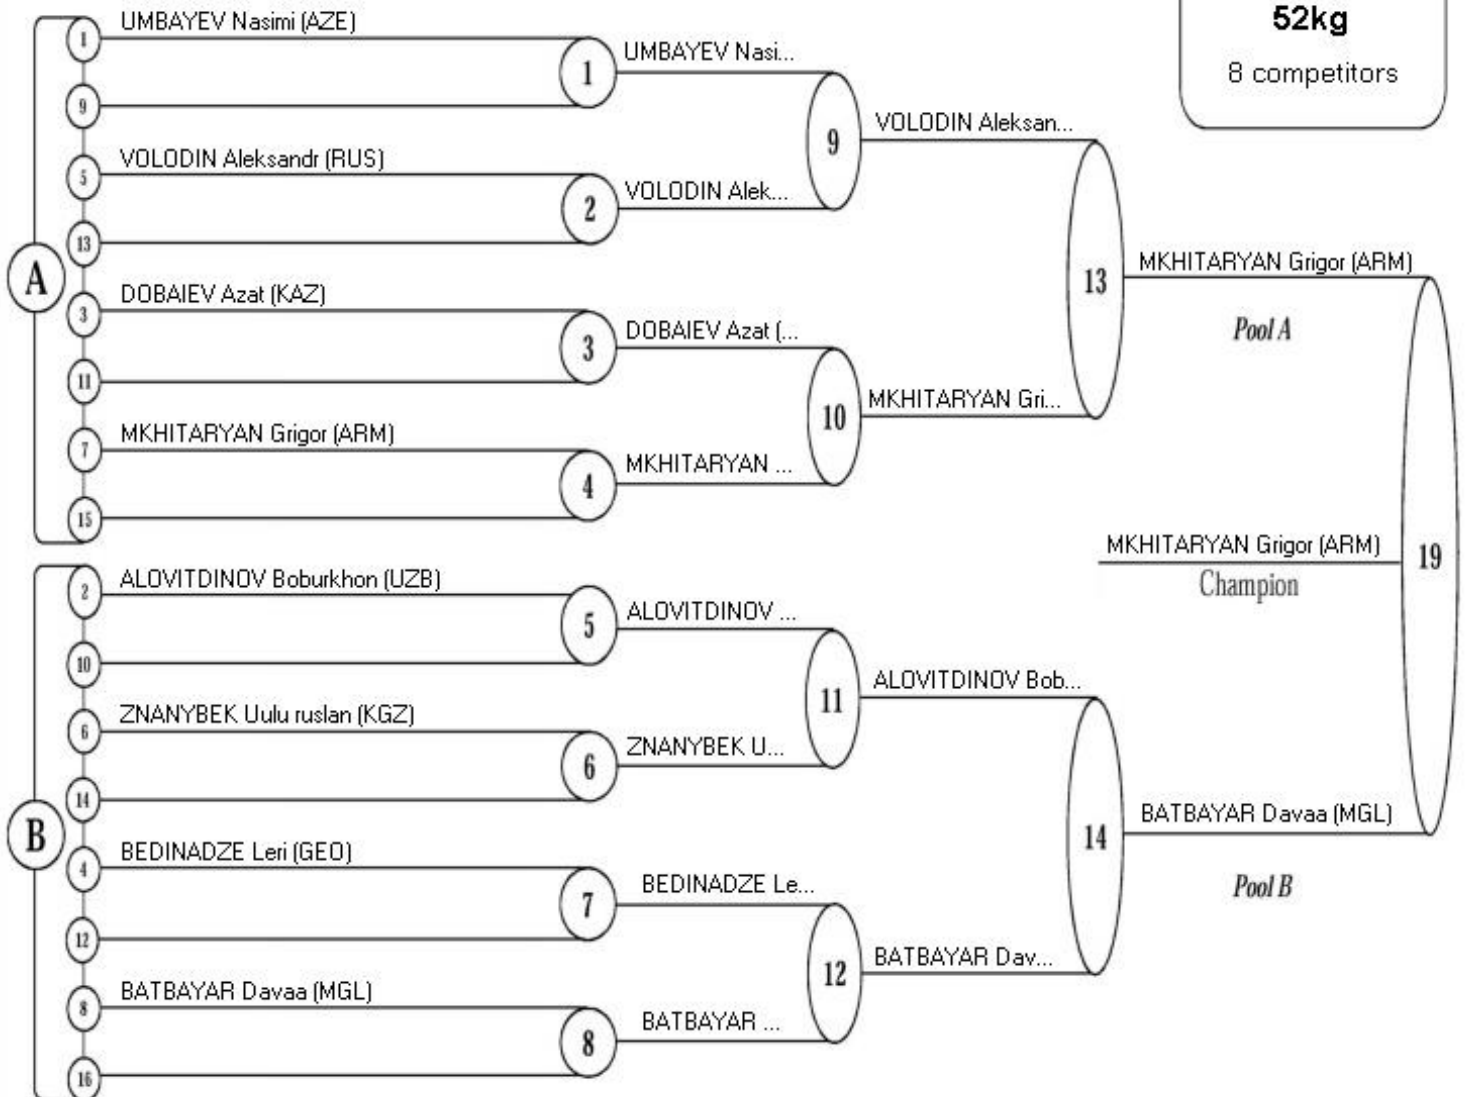 52kg
8 competitors
A
1
UMBAYEV Nasimi (AZE)
9
1
UMBAYEV Nasi...
5
VOLODIN Aleksandr (RUS)
13
2
VOLODIN Alek...
9
VOLODIN Aleksan...
3
DOBAIEV Azat (KAZ)
11
3
DOBAIEV Azat (...
7
MKHITARYAN Grigor (ARM)
15
4
MKHITARYAN ...
10
MKHITARYAN Gri...
13
MKHITARYAN Grigor (ARM)
Pool A
B
2
ALOVITDINOV Boburkhon (UZB)
10
5
ALOVITDINOV ...
6
ZNANYBEK Uulu ruslan (KGZ)
14
6
ZNANYBEK U...
11
ALOVITDINOV Bob...
4
BEDINADZE Leri (GEO)
12
7
BEDINADZE Le...
8
BATBAYAR Davaa (MGL)
16
8
BATBAYAR ...
12
BATBAYAR Dav...
14
BATBAYAR Davaa (MGL)
Pool B
19
MKHITARYAN Grigor (ARM)
Champion